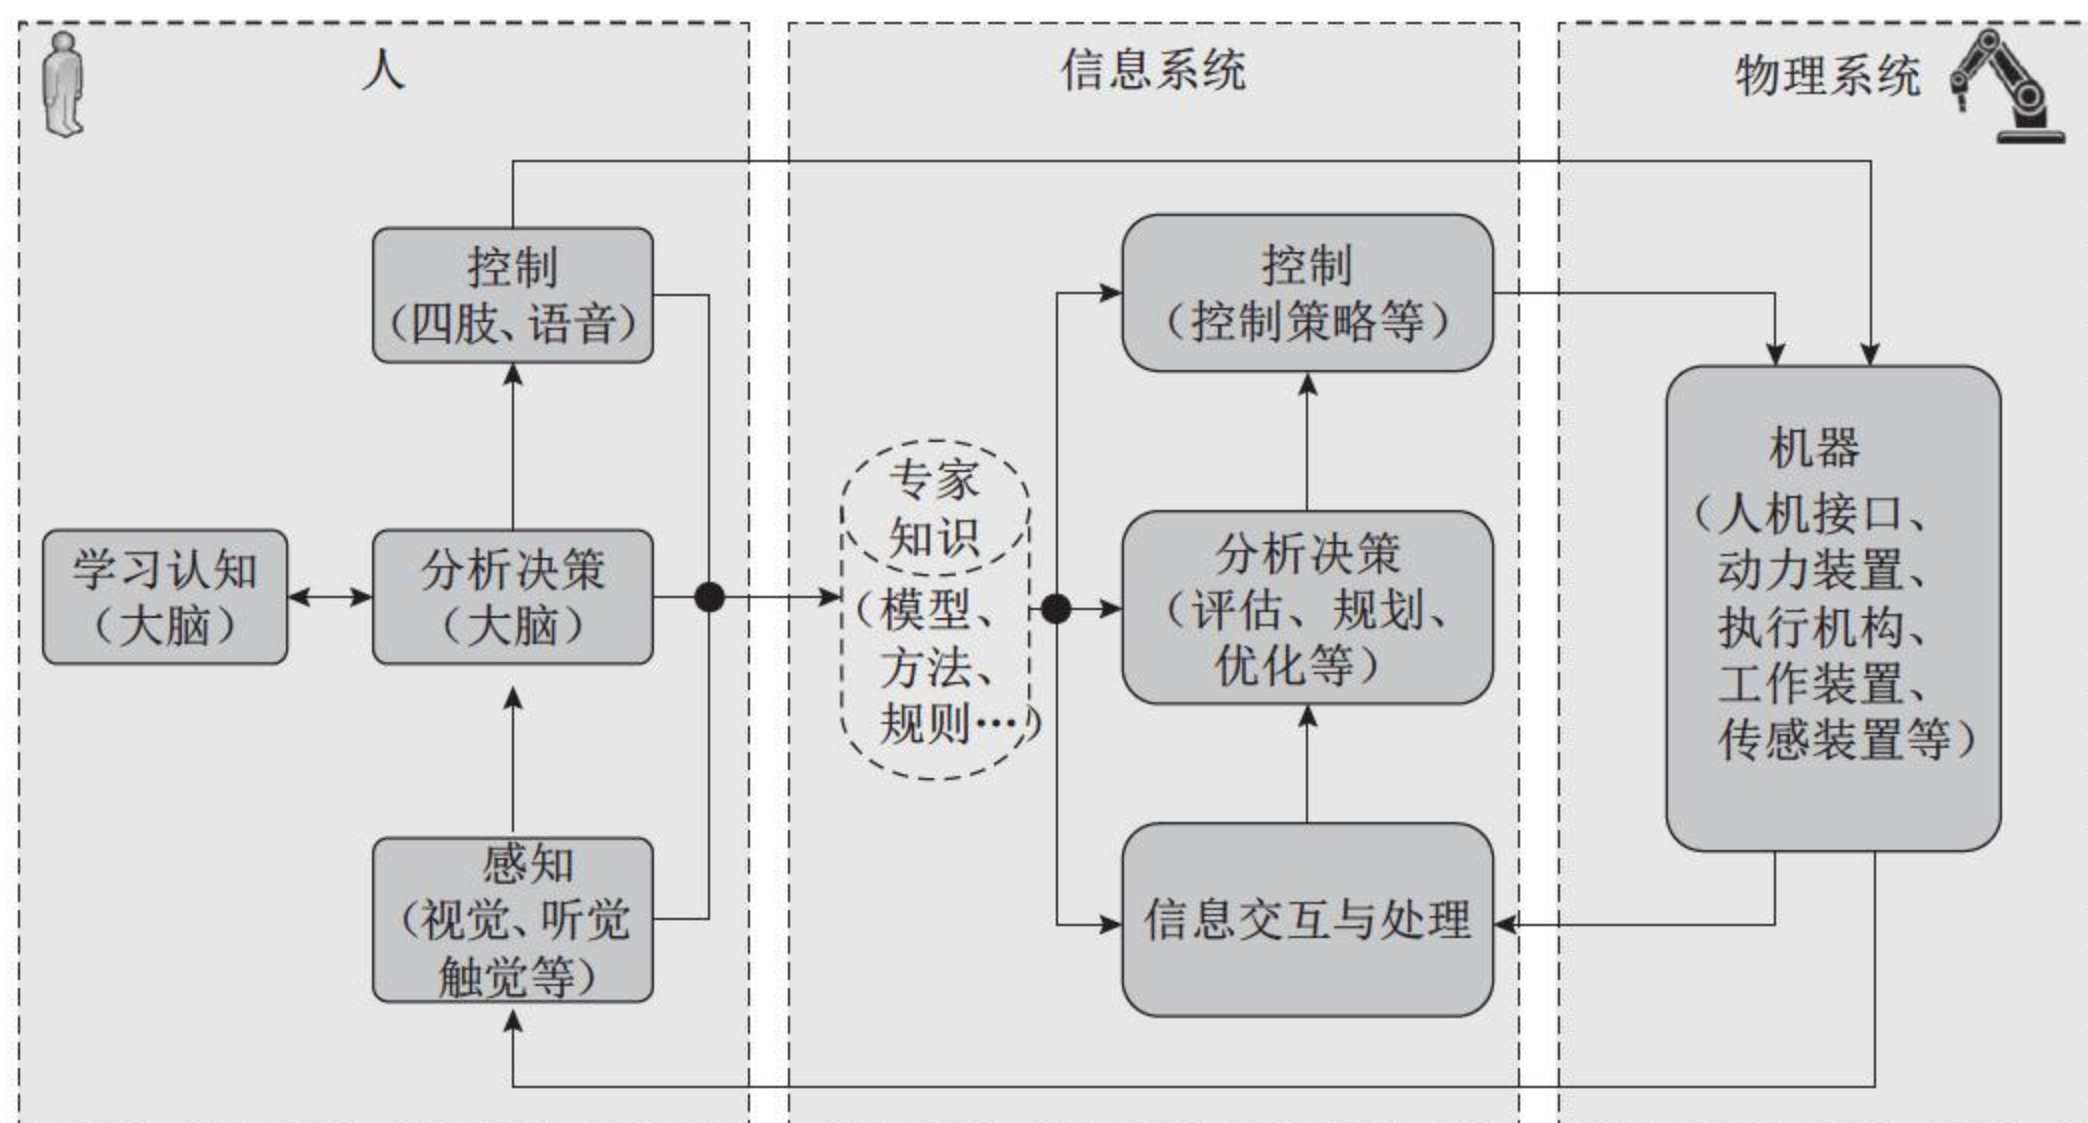 人
控制
（四肢、语音）
学习认知
（大脑）
分析决策
（大脑）
感知
（视觉、听觉
触觉等）
信息系统
专家
知识
（模型、
方法、
规则…）
控制
（控制策略等）
分析决策
（评估、规划、
优化等）
信息交互与处理
物理系统
机器
（人机接口、
动力装置、
执行机构、
工作装置、
传感装置等）